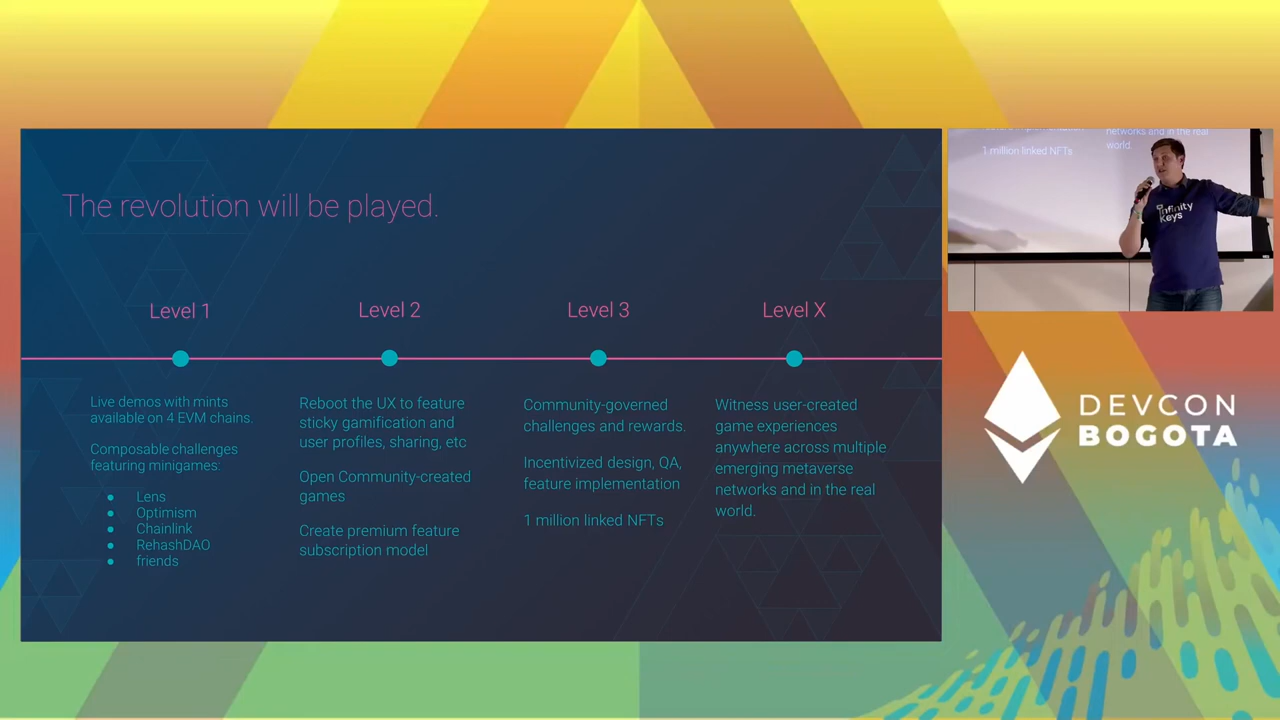 The revolution will be played.
Level 1
Live demos with mints
available on 4 EVM chains.
Composable challenges
featuring minigames:
● Lens
● Optimism
● Chainlink
● RehashDAO
● friends
Level 2
Reboot the UX to feature
sticky gamification and
user profiles, sharing, etc
Open Community-created
games
Create premium feature
subscription model
Level 3
Community-governed
challenges and rewards.
Incentivized design, QA,
feature implementation
1 million linked NFTs
Level X
Witness user-created
game experiences
anywhere across multiple
emerging metaverse
networks and in the real
world.
networks and in the real
world.
1 million linked NFTs
Infinity
Keys
DEVCON
BOGOTA